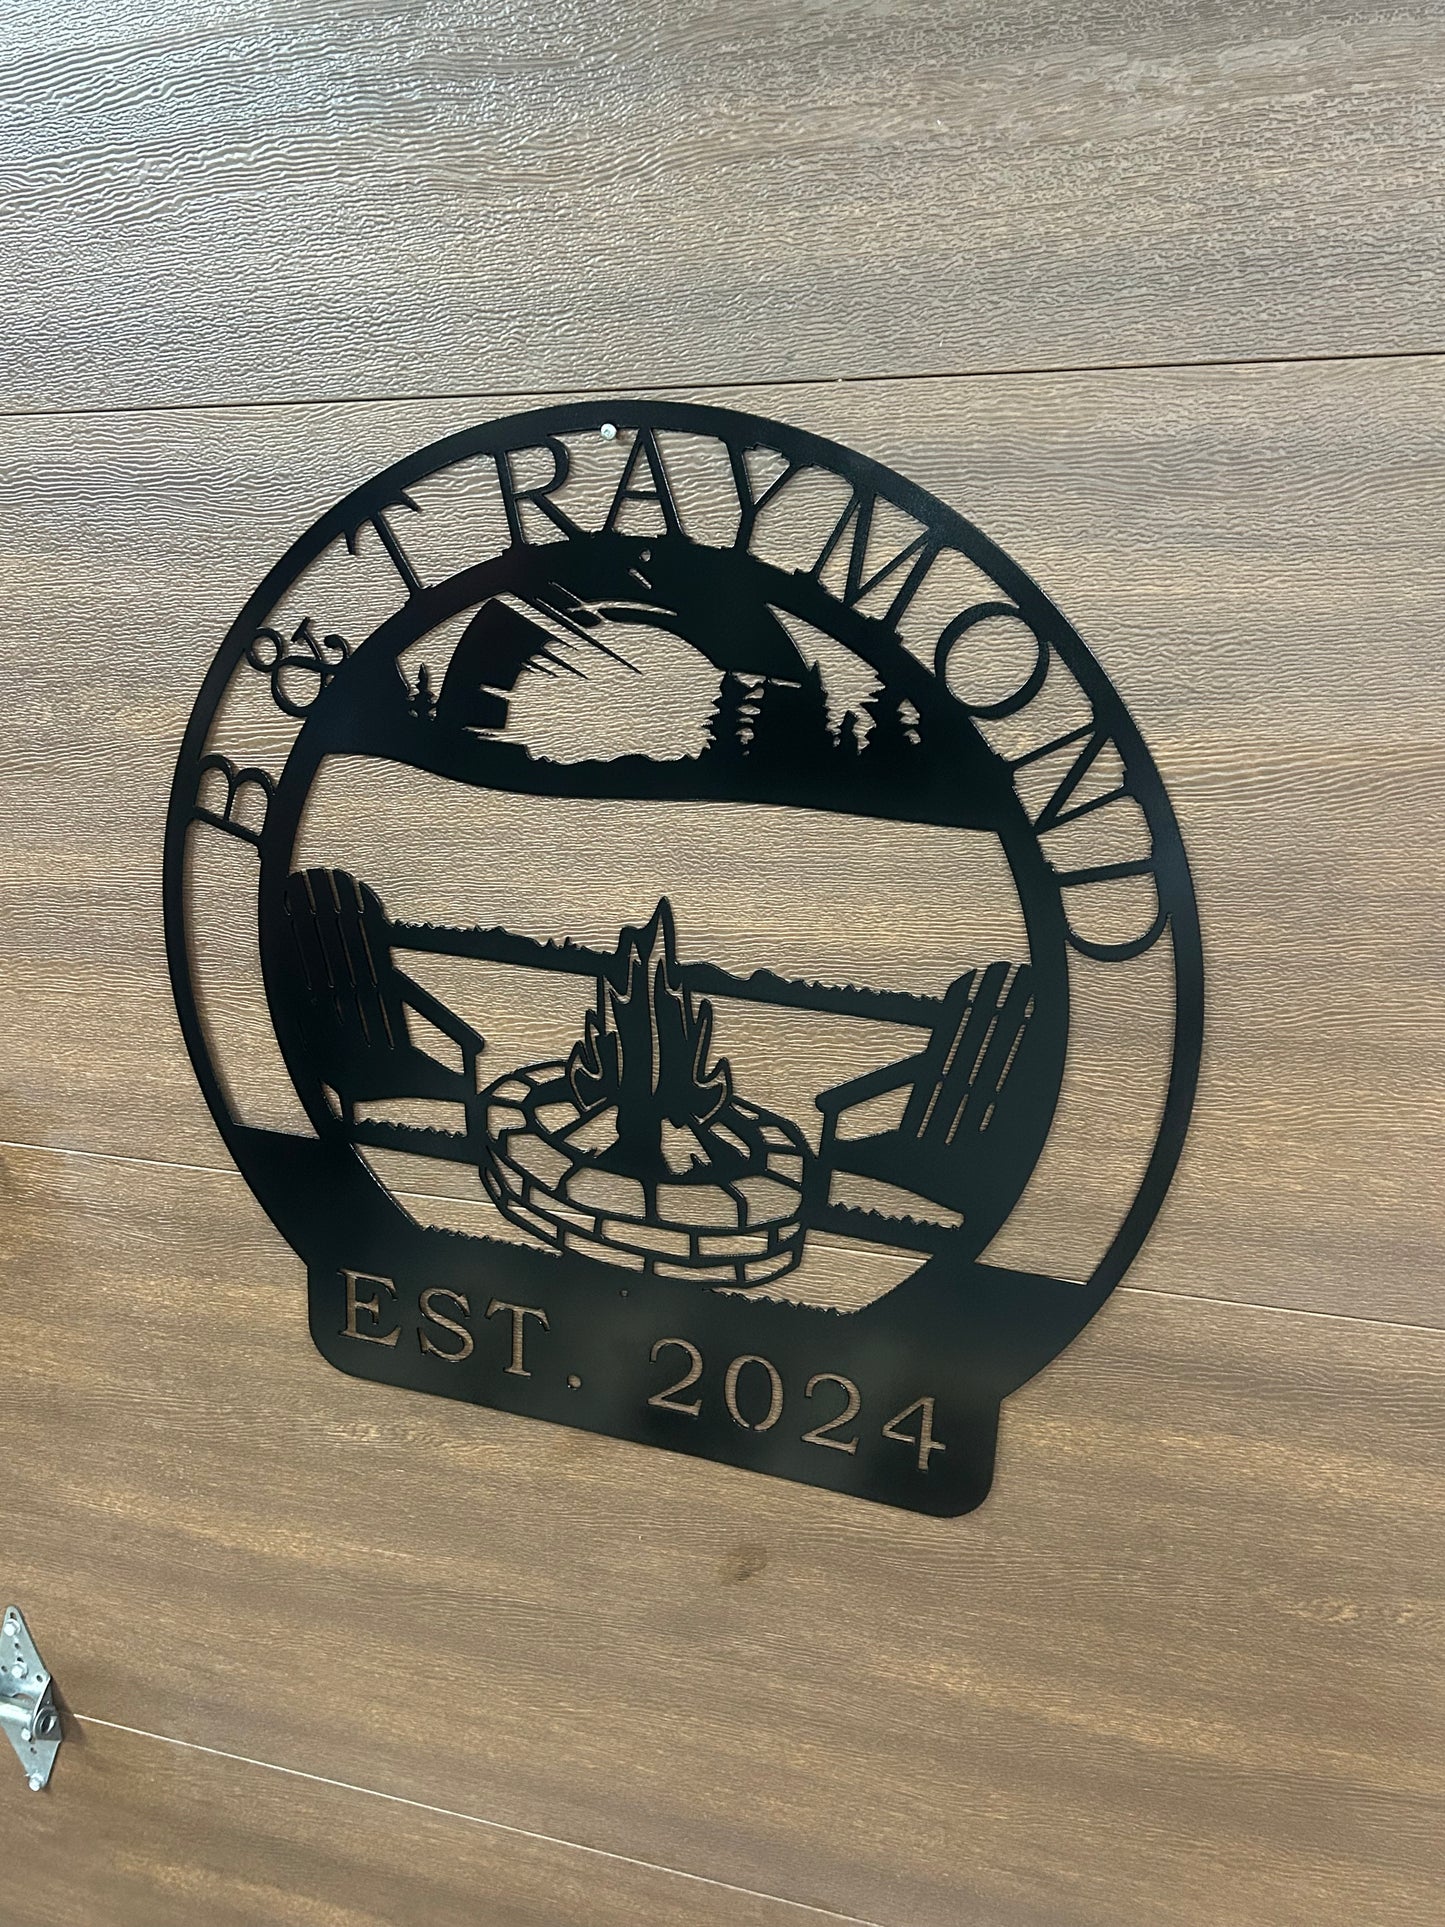 B & T RAYMOND
EST. 2024